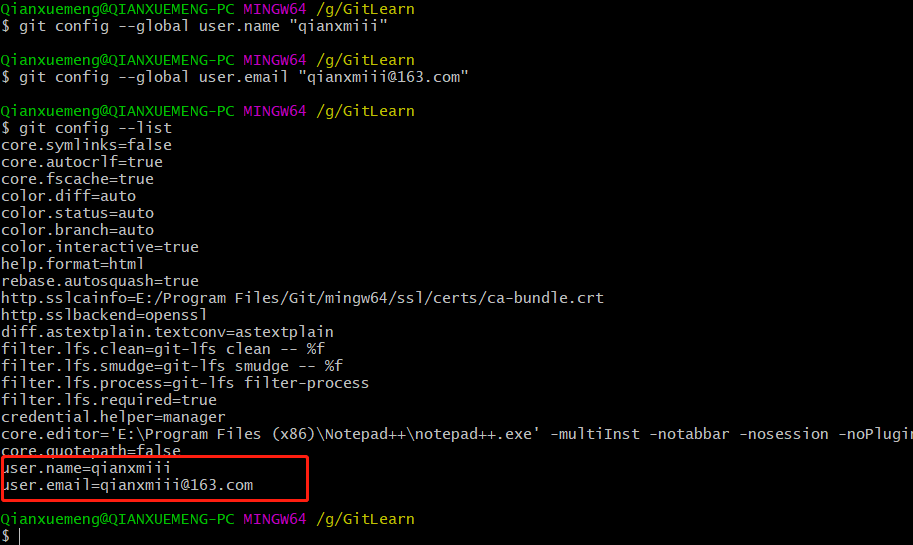 Qianxuemeng@QIANXUEMENG-PC MINGW64 /g/GitLearn
$ git config --global user.name "qianxmiii"
Qianxuemeng@QIANXUEMENG-PC MINGW64 /g/GitLearn
$ git config --global user.email "qianxmiii@163.com"
Qianxuemeng@QIANXUEMENG-PC MINGW64 /g/GitLearn
$ git config --list
core.symlinks=false
core.autocrlf=true
core.fscache=true
color.diff=auto
color.status=auto
color.branch=auto
color.interactive=true
help.format=html
rebase.autosquash=true
http.sslcainfo=E:/Program Files/Git/mingw64/ssl/certs/ca-bundle.crt
http.sslbackend=openssl
diff.astextplain.textconv=astextplain
filter.lfs.clean=git-lfs clean -- %f
filter.lfs.smudge=git-lfs smudge -- %f
filter.lfs.process=git-lfs filter-process
filter.lfs.required=true
credential.helper=manager
core.editor='E:\Program Files (x86)\Notepad++\notepad++.exe' -multiInst -notabbar -nosession -noPlugin
core.quotepath=false
user.name=qianxmiii
user.email=qianxmiii@163.com
Qianxuemeng@QIANXUEMENG-PC MINGW64 /g/GitLearn
$